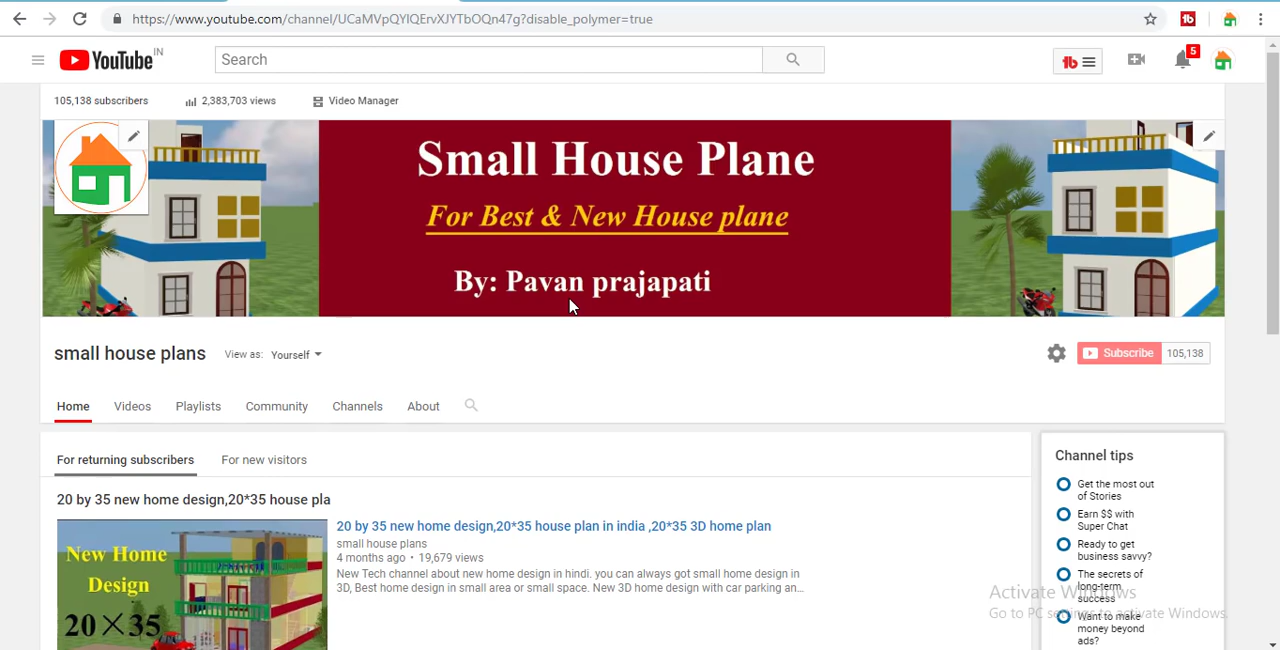 https://www.youtube.com/channel/UCaMVpQYlQErvXJYTbOQn47g?disable_polymer=true
YouTube IN
Search
5
105,138 subscribers
2,383,703 views
Video Manager
Small House Plane
For Best & New House plane
By: Pavan prajapati
small house plans
View as: Yourself
Subscribe 105,138
Home
Videos
Playlists
Community
Channels
About
For returning subscribers
For new visitors
20 by 35 new home design,20*35 house pla
New Home
Design
20×35
20 by 35 new home design,20*35 house plan in india ,20*35 3D home plan
small house plans
4 months ago • 19,679 views
New Tech channel about new home design in hindi. you can always got small home design in
3D, Best home design in small area or small space. New 3D home design with car parking an...
Channel tips
Get the most out
of Stories
Earn $$ with
Super Chat
Ready to get
business savvy?
The secrets of
long-term
success
Want to make
money beyond
ads?
Activate Windows
Go to PC settings to activate Windows.